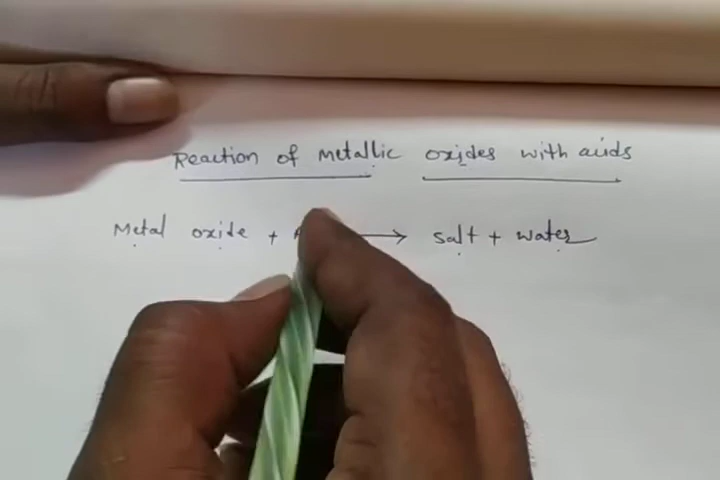 Reaction of Metallic oxides with acids
Metal oxide + → salt + water